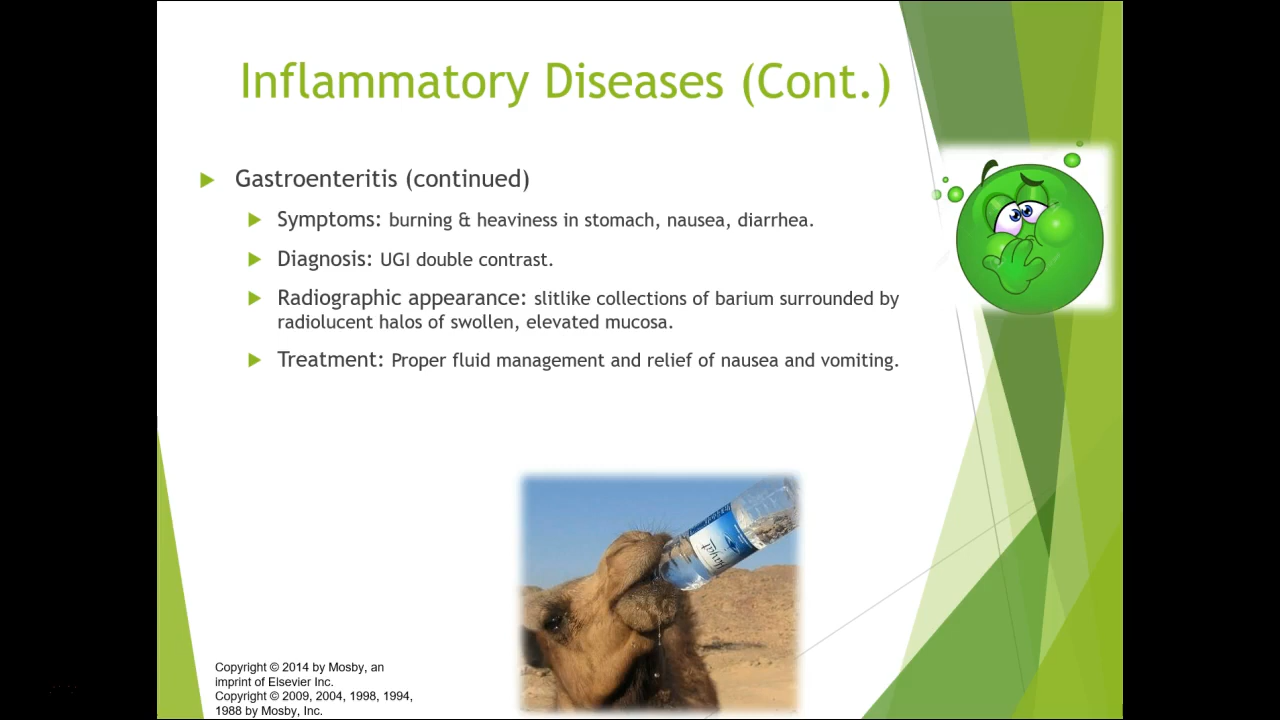 Inflammatory Diseases (Cont.)
Gastroenteritis (continued)
Symptoms: burning & heaviness in stomach, nausea, diarrhea.
Diagnosis: UGI double contrast.
Radiographic appearance: slitlike collections of barium surrounded by
radiolucent halos of swollen, elevated mucosa.
Treatment: Proper fluid management and relief of nausea and vomiting.
Hayat
Copyright © 2014 by Mosby, an
imprint of Elsevier Inc.
Copyright © 2009, 2004, 1998, 1994,
1988 by Mosby, Inc.